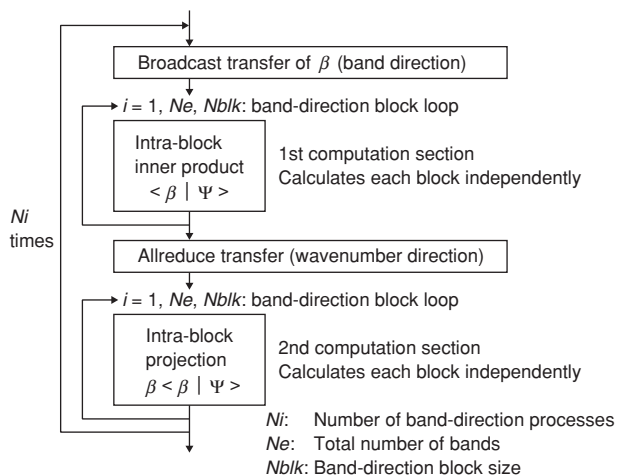 Broadcast transfer of β (band direction)
i = 1, Ne, Nblk: band-direction block loop
Intra-block
inner product
< β | Ψ >
1st computation section
Calculates each block independently
Ni
times
Allreduce transfer (wavenumber direction)
i = 1, Ne, Nblk: band-direction block loop
Intra-block
projection
β < β | Ψ >
2nd computation section
Calculates each block independently
Ni: Number of band-direction processes
Ne: Total number of bands
Nblk: Band-direction block size